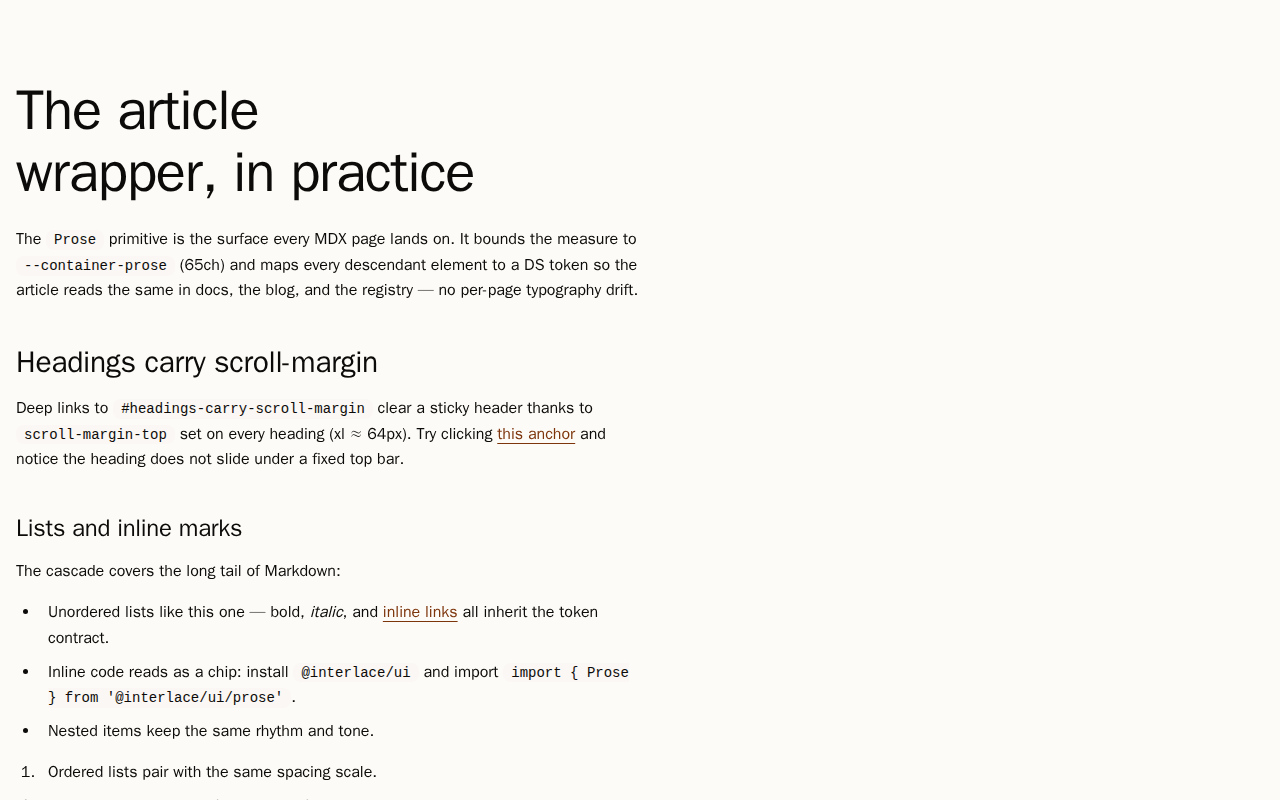 The article
wrapper, in practice
The Prose primitive is the surface every MDX page lands on. It bounds the measure to
--container-prose (65ch) and maps every descendant element to a DS token so the
article reads the same in docs, the blog, and the registry — no per-page typography drift.
Headings carry scroll-margin
Deep links to #headings-carry-scroll-margin clear a sticky header thanks to
scroll-margin-top set on every heading (xl ≈ 64px). Try clicking this anchor and
notice the heading does not slide under a fixed top bar.
Lists and inline marks
The cascade covers the long tail of Markdown:
• Unordered lists like this one — bold, italic, and inline links all inherit the token
contract.
• Inline code reads as a chip: install @interlace/ui and import import { Prose
} from '@interlace/ui/prose' .
• Nested items keep the same rhythm and tone.
1. Ordered lists pair with the same spacing scale.